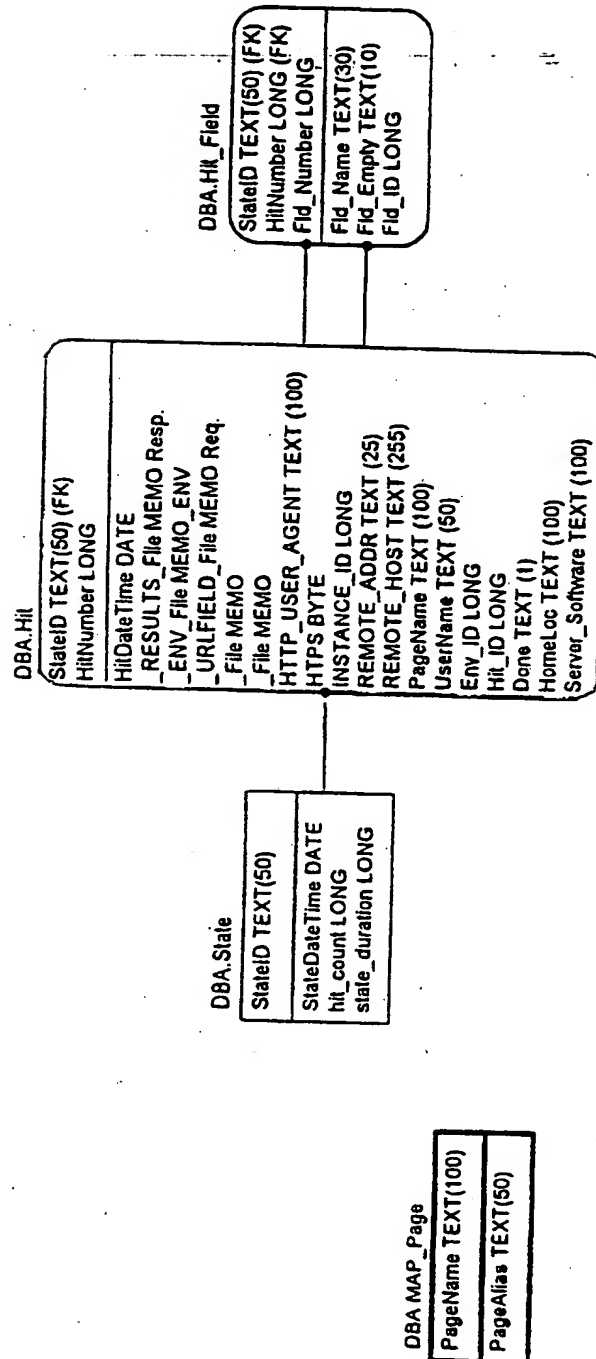 DBA.Hit_Field
StateID TEXT(50) (FK)
HitNumber LONG (FK)
Fld_Number LONG
Fld_Name TEXT(30)
Fld_Empty TEXT(10)
Fld_ID LONG
DBA.Hit
StateID TEXT(50) (FK)
HitNumber LONG
HitDateTime DATE
_RESULTS_File MEMO Resp.
_ENV_File MEMO_ENV
_URLFIELD_File MEMO Req.
_File MEMO
_File MEMO
HTTP_USER_AGENT TEXT (100)
HTTPS BYTE
INSTANCE_ID LONG
REMOTE_ADDR TEXT (25)
REMOTE_HOST TEXT (255)
PageName TEXT (100)
UserName TEXT (50)
Env_ID LONG
Hit_ID LONG
Done TEXT (1)
HomeLoc TEXT (100)
Server_Software TEXT (100)
DBA.State
StateID TEXT(50)
StateDateTime DATE
hit_count LONG
state_duration LONG
DBA MAP_Page
PageName TEXT(100)
PageAlias TEXT(50)